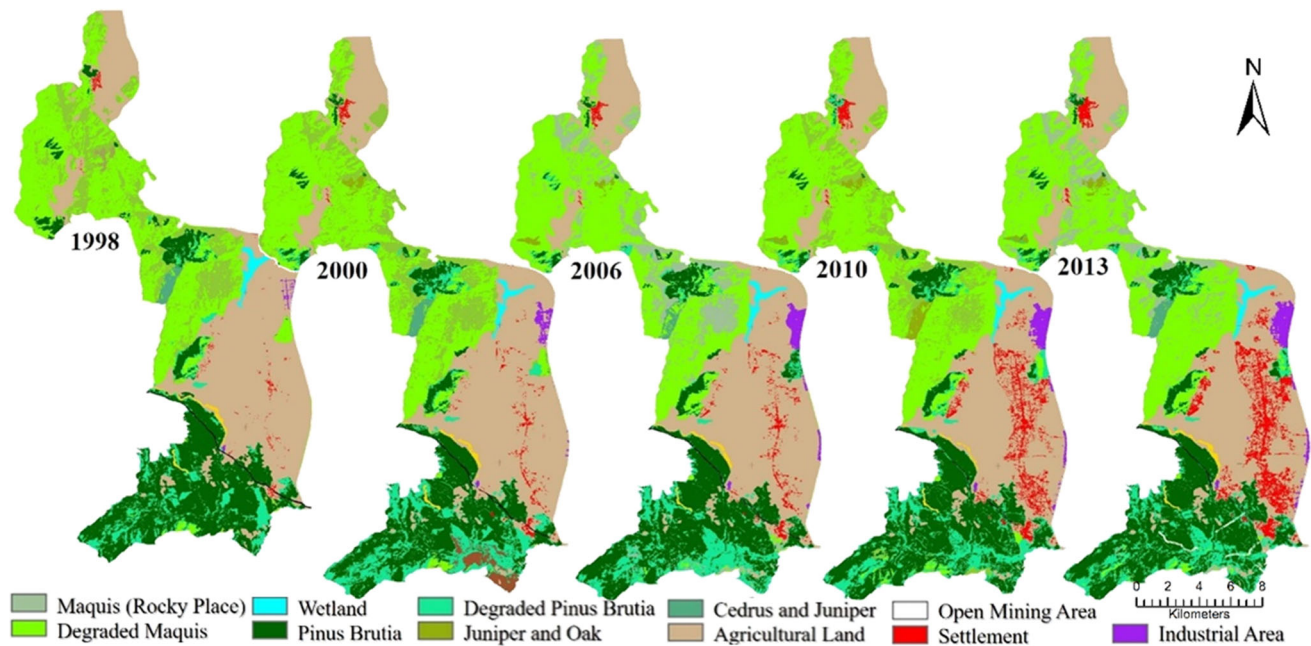 N
1998
2000
2006
2010
2013
0 2 4 6 8
Kilometers
Maquis (Rocky Place) Wetland Degraded Pinus Brutia Cedrus and Juniper Open Mining Area
Degraded Maquis Pinus Brutia Juniper and Oak Agricultural Land Settlement Industrial Area